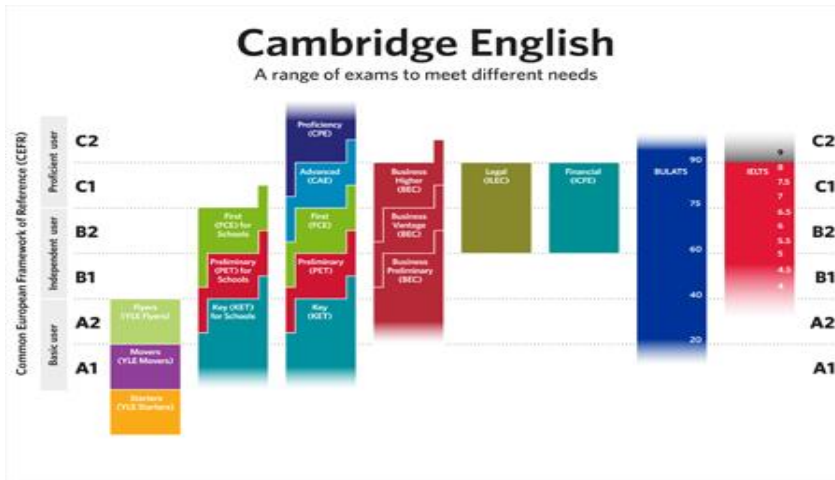 Cambridge English
A range of exams to meet different needs
Common European Framework of Reference (CEFR)
Proficient user
Independent user
Basic user
C2
C1
B2
B1
A2
A1
Flyers
(YLE Flyers)
Movers
(YLE Movers)
Starters
(YLE Starters)
First
(FCE) for
Schools
Preliminary
(PET) for
Schools
Key (KET)
for Schools
Proficiency
(CPE)
Advanced
(CAE)
First
(FCE)
Preliminary
(PET)
Key
(KET)
Business
Higher
(BEC)
Business
Vantage
(BEC)
Business
Preliminary
(BEC)
Legal
(ILEC)
Financial
(ICFE)
BULATS
90
75
60
40
20
IELTS
9
8
7.5
7
6.5
6
5.5
5
4.5
4
C2
C1
B2
B1
A2
A1